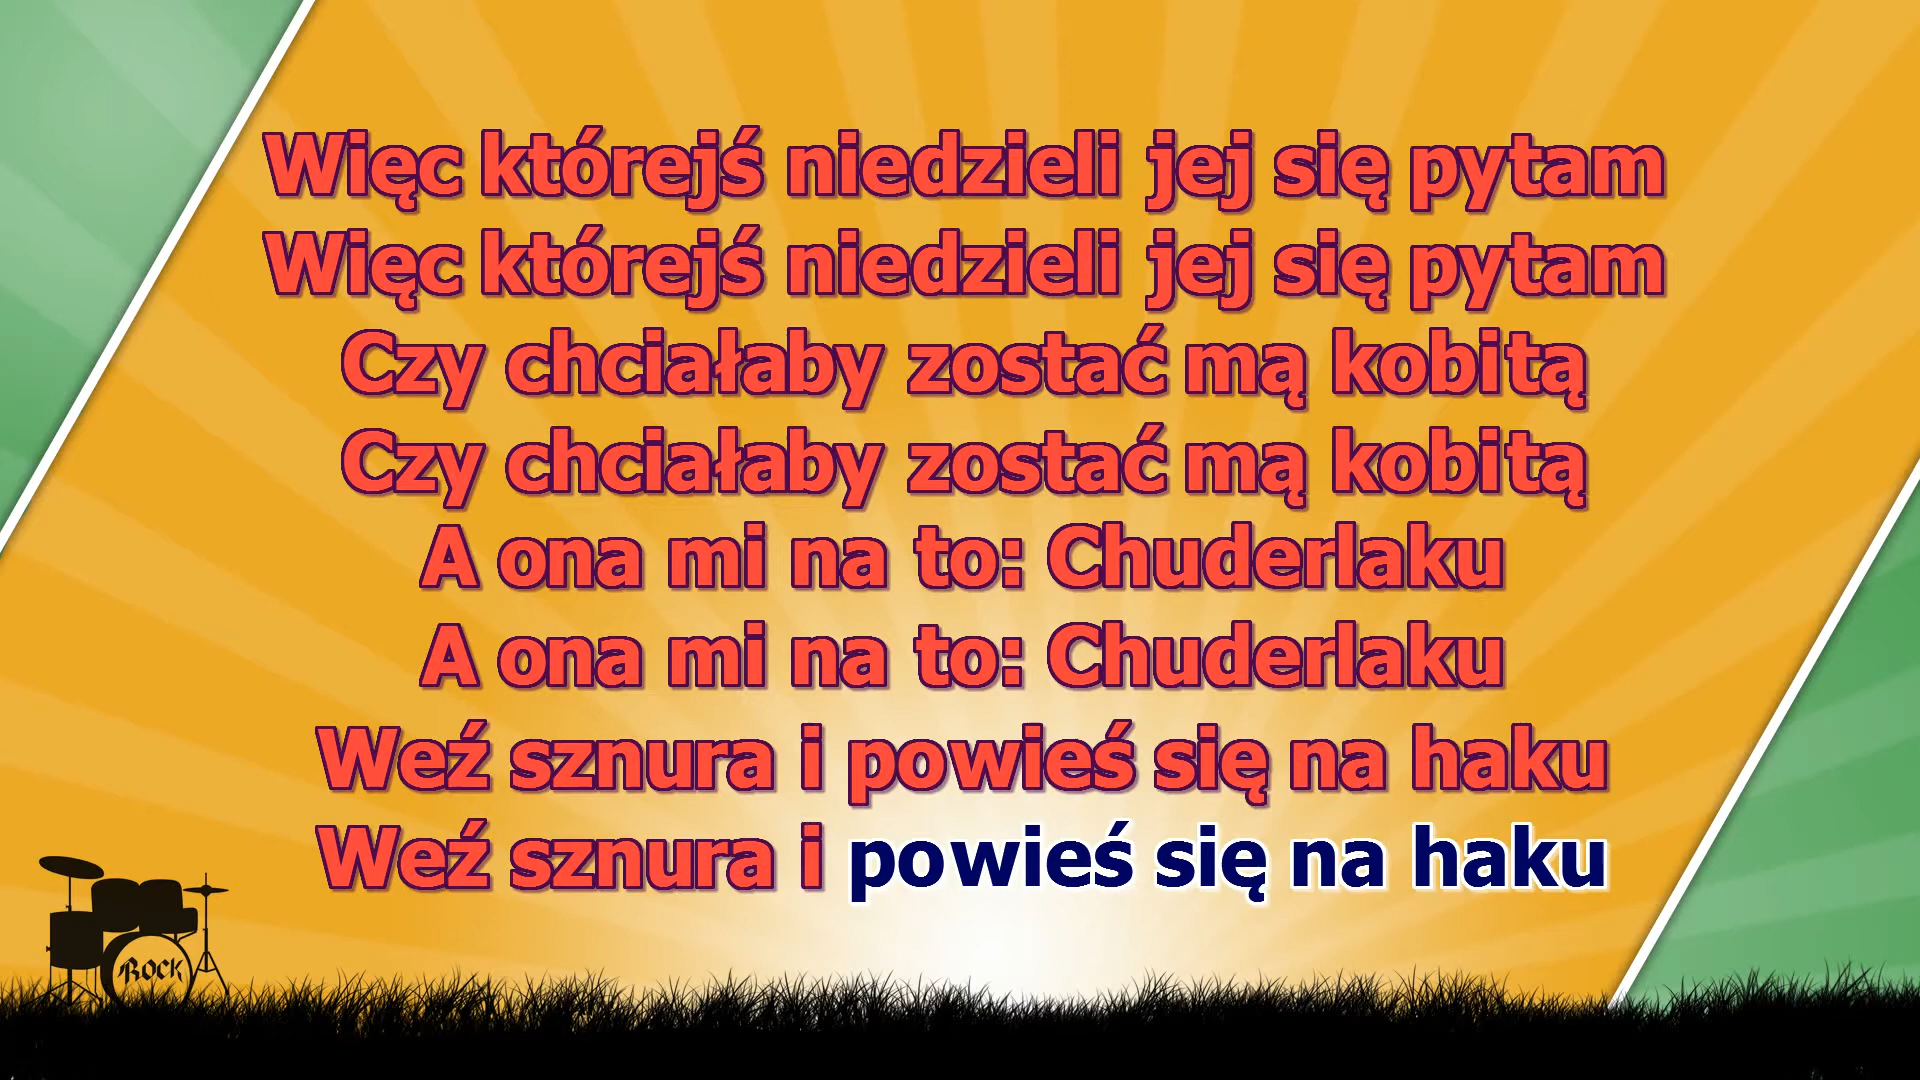 Więc którejś niedzieli jej się pytam
Więc którejś niedzieli jej się pytam
Czy chciałaby zostać mą kobitą
Czy chciałaby zostać mą kobitą
A ona mi na to: Chuderlaku
A ona mi na to: Chuderlaku
Weź sznura i powieś się na haku
Weź sznura i powieś się na haku
ROCK